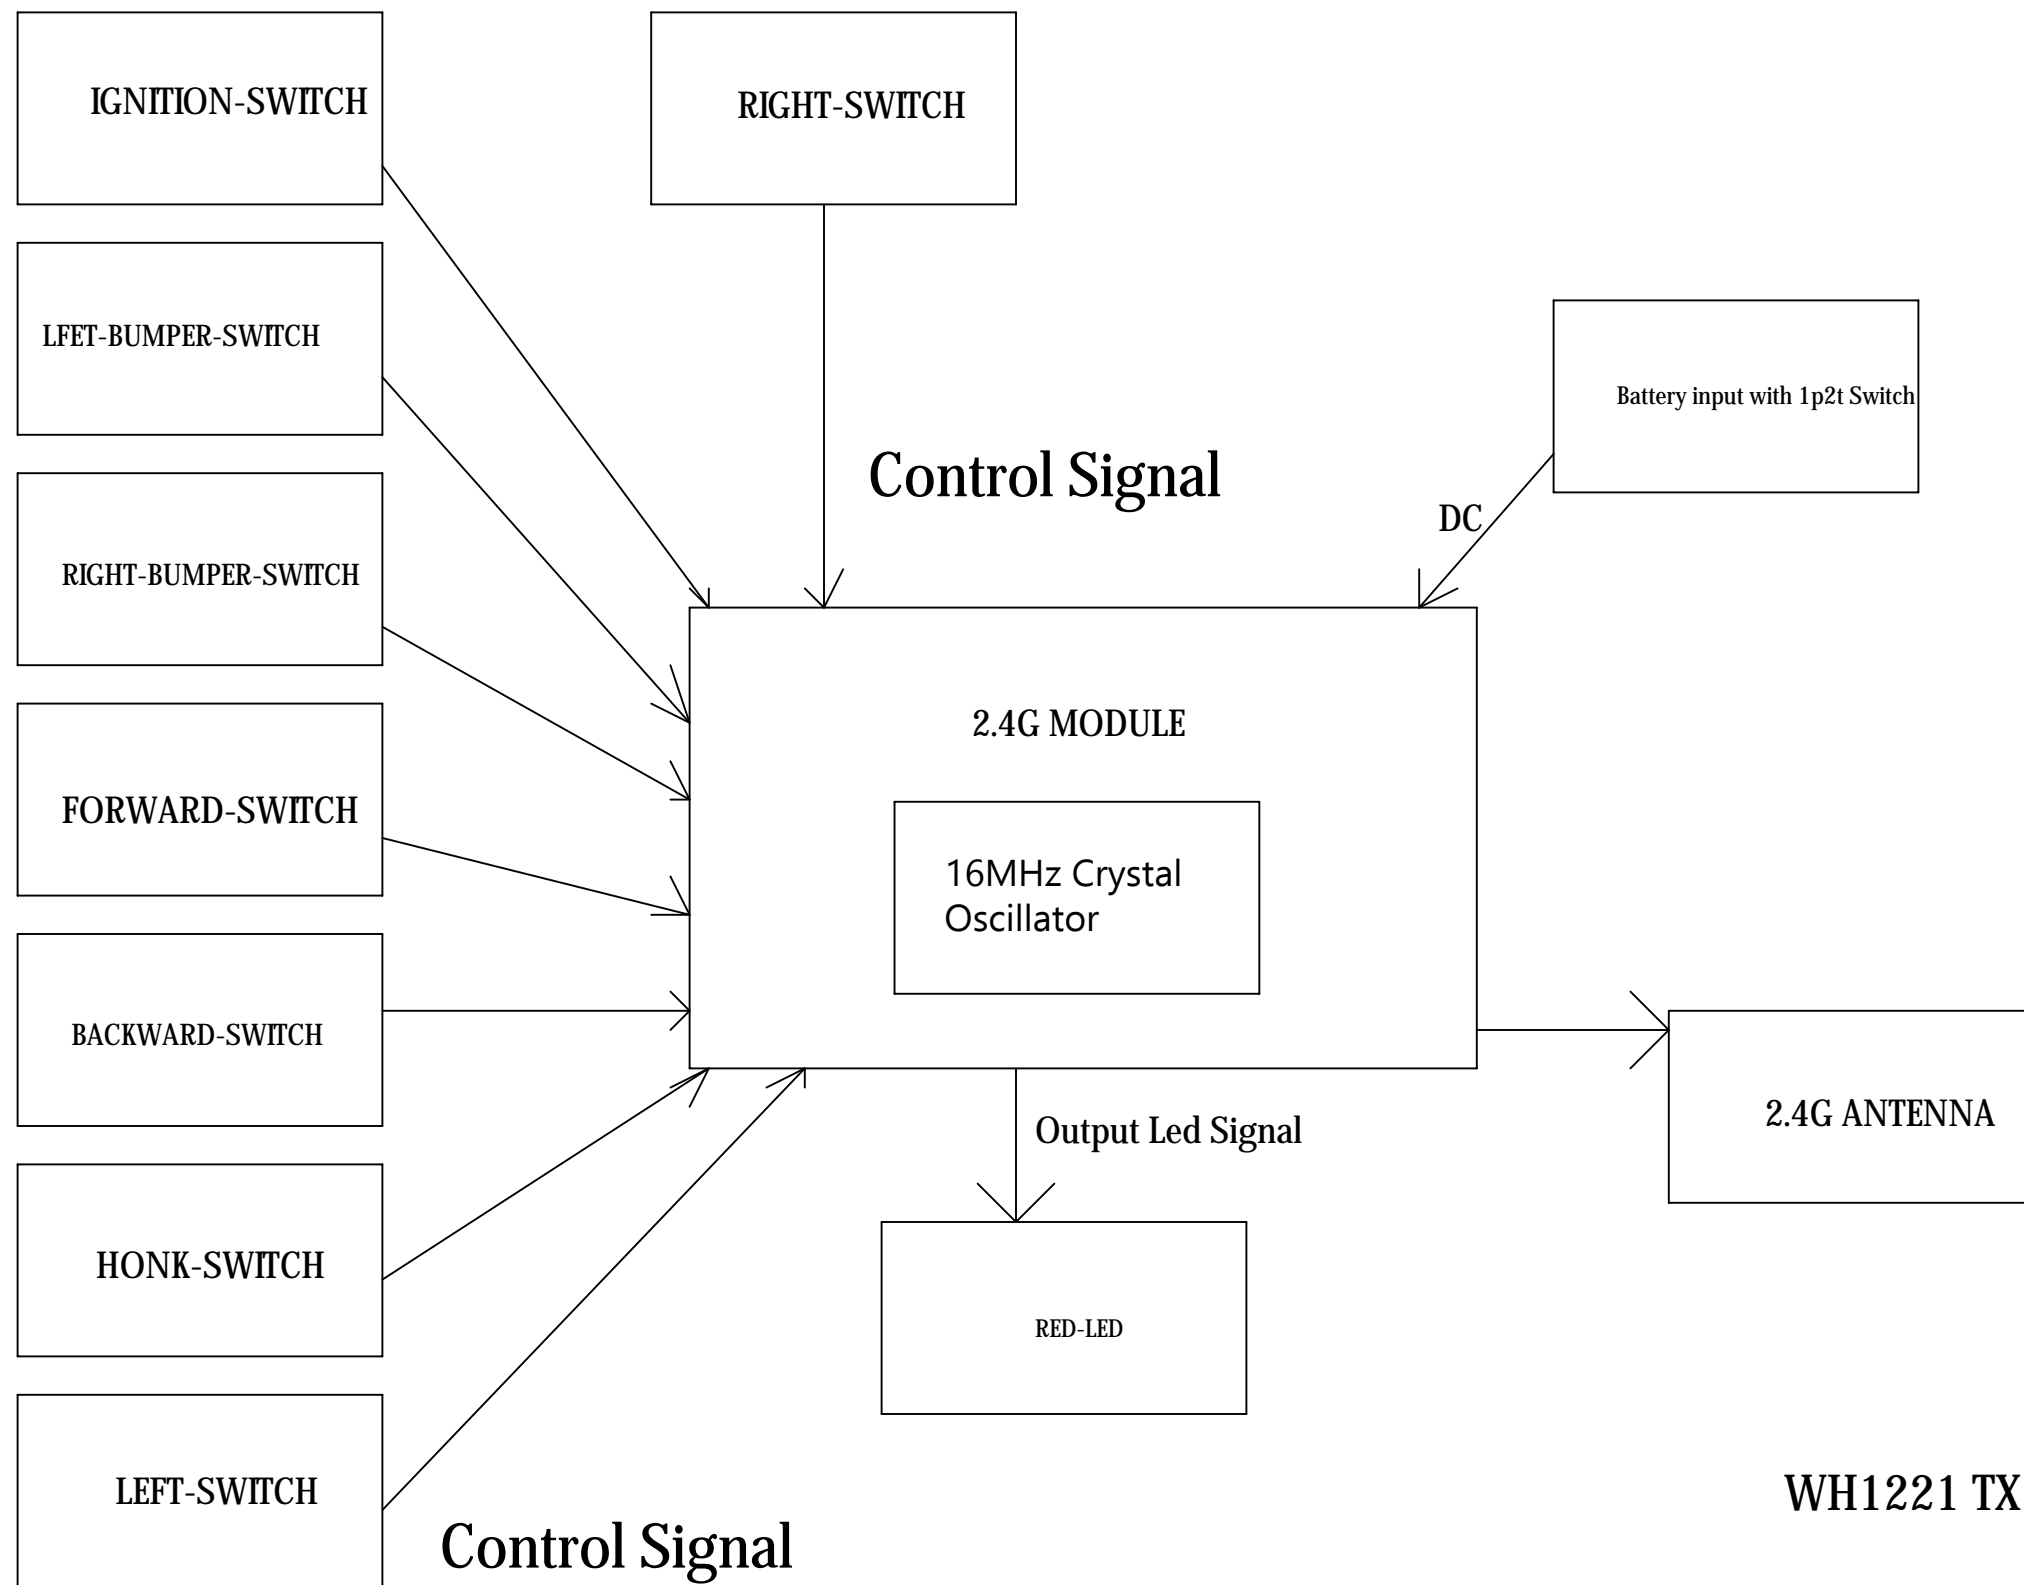 IGNITION-SWITCH
RIGHT-SWITCH
LFET-BUMPER-SWITCH
Battery input with 1p2t Switch
Control Signal
DC
RIGHT-BUMPER-SWITCH
2.4G MODULE
FORWARD-SWITCH
16MHz Crystal
Oscillator
BACKWARD-SWITCH
2.4G ANTENNA
Output Led Signal
HONK-SWITCH
RED-LED
LEFT-SWITCH
WH1221 TX
Control Signal